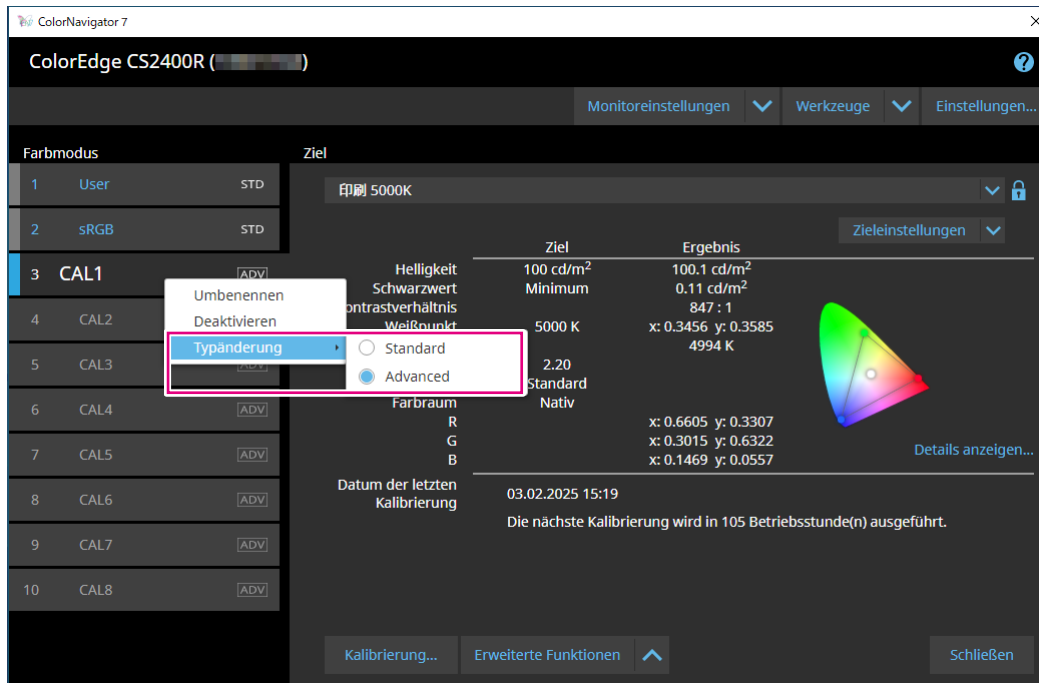 ColorNavigator 7
ColorEdge CS2400R ( )
Monitoreinstellungen Werkzeuge Einstellungen...
Farbmodus Ziel
1 User STD
2 sRGB STD
3 CAL1 ADV
4 CAL2
5 CAL3 ADV
6 CAL4 ADV
7 CAL5 ADV
8 CAL6 ADV
9 CAL7 ADV
10 CAL8 ADV
Umbenennen
Deaktivieren
Typänderung
Standard
Advanced
印刷 5000K
Zieleinstellungen
Ziel Ergebnis
Helligkeit 100 cd/m² 100.1 cd/m²
Schwarzwert Minimum 0.11 cd/m²
ontrastverhältnis 847 : 1
Weißpunkt 5000 K x: 0.3456 y: 0.3585
4994 K
2.20
Standard
Farbraum Nativ
R x: 0.6605 y: 0.3307
G x: 0.3015 y: 0.6322
B x: 0.1469 y: 0.0557
Details anzeigen...
Datum der letzten
Kalibrierung
03.02.2025 15:19
Die nächste Kalibrierung wird in 105 Betriebsstunde(n) ausgeführt.
Kalibrierung... Erweiterte Funktionen Schließen